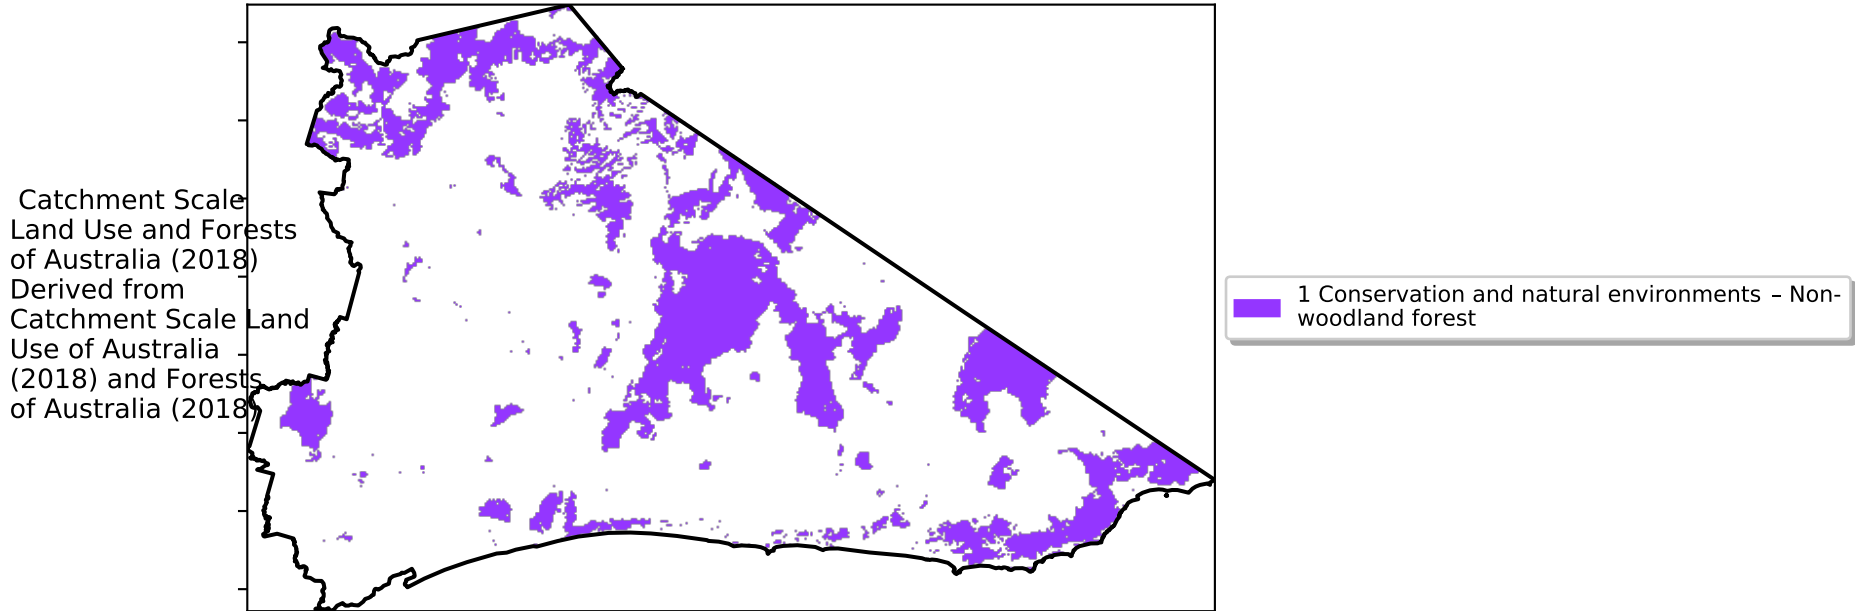 Catchment Scale
Land Use and Forests
of Australia (2018)
Derived from
Catchment Scale Land
Use of Australia
(2018) and Forests
of Australia (2018)
1 Conservation and natural environments – Non-
woodland forest